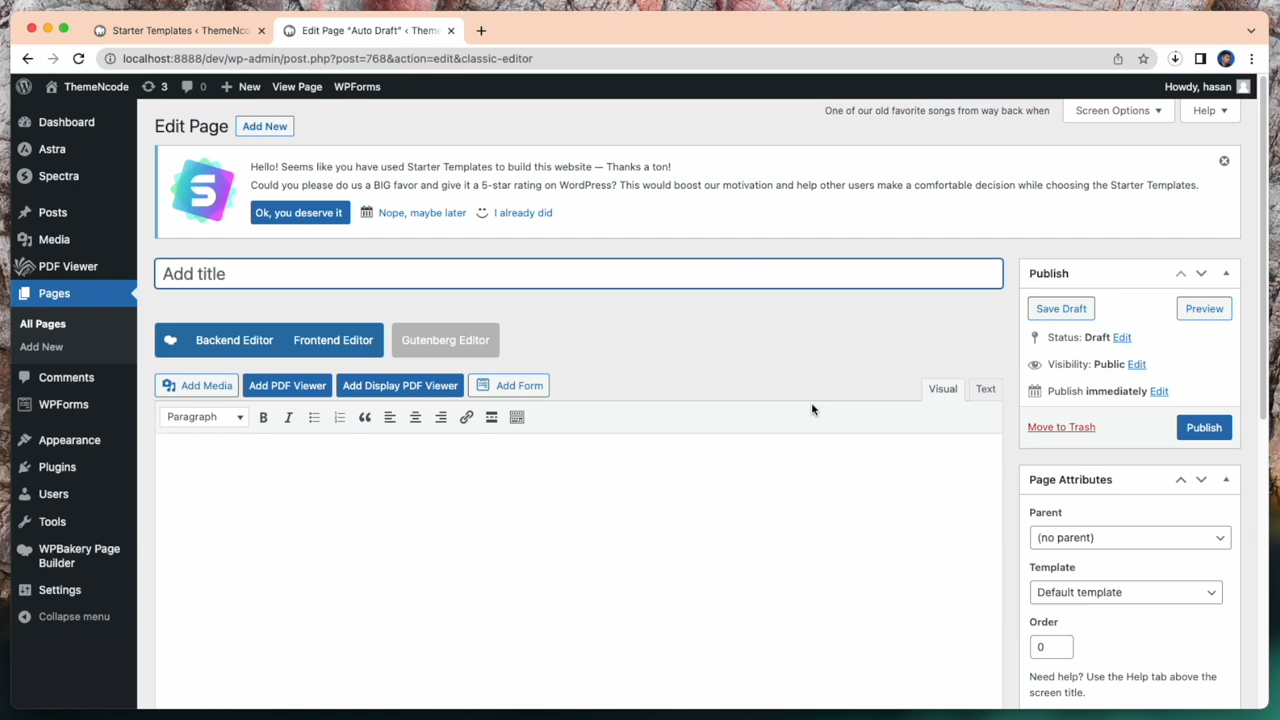 Starter Templates ‹ ThemeNco
Edit Page “Auto Draft” ‹ Theme
localhost:8888/dev/wp-admin/post.php?post=768&action=edit&classic-editor
ThemeNcode
3
0
New
View Page
WPForms
Howdy, hasan
Dashboard
Astra
Spectra
Posts
Media
PDF Viewer
Pages
All Pages
Add New
Comments
WPForms
Appearance
Plugins
Users
Tools
WPBakery Page
Builder
Settings
Collapse menu
One of our old favorite songs from way back when
Screen Options
Help
Edit Page
Add New
Hello! Seems like you have used Starter Templates to build this website — Thanks a ton!
Could you please do us a BIG favor and give it a 5-star rating on WordPress? This would boost our motivation and help other users make a comfortable decision while choosing the Starter Templates.
Ok, you deserve it
Nope, maybe later
I already did
Add title
Backend Editor
Frontend Editor
Gutenberg Editor
Add Media
Add PDF Viewer
Add Display PDF Viewer
Add Form
Visual
Text
Paragraph
B
I
Publish
Save Draft
Preview
Status: Draft Edit
Visibility: Public Edit
Publish immediately Edit
Move to Trash
Publish
Page Attributes
Parent
(no parent)
Template
Default template
Order
0
Need help? Use the Help tab above the
screen title.